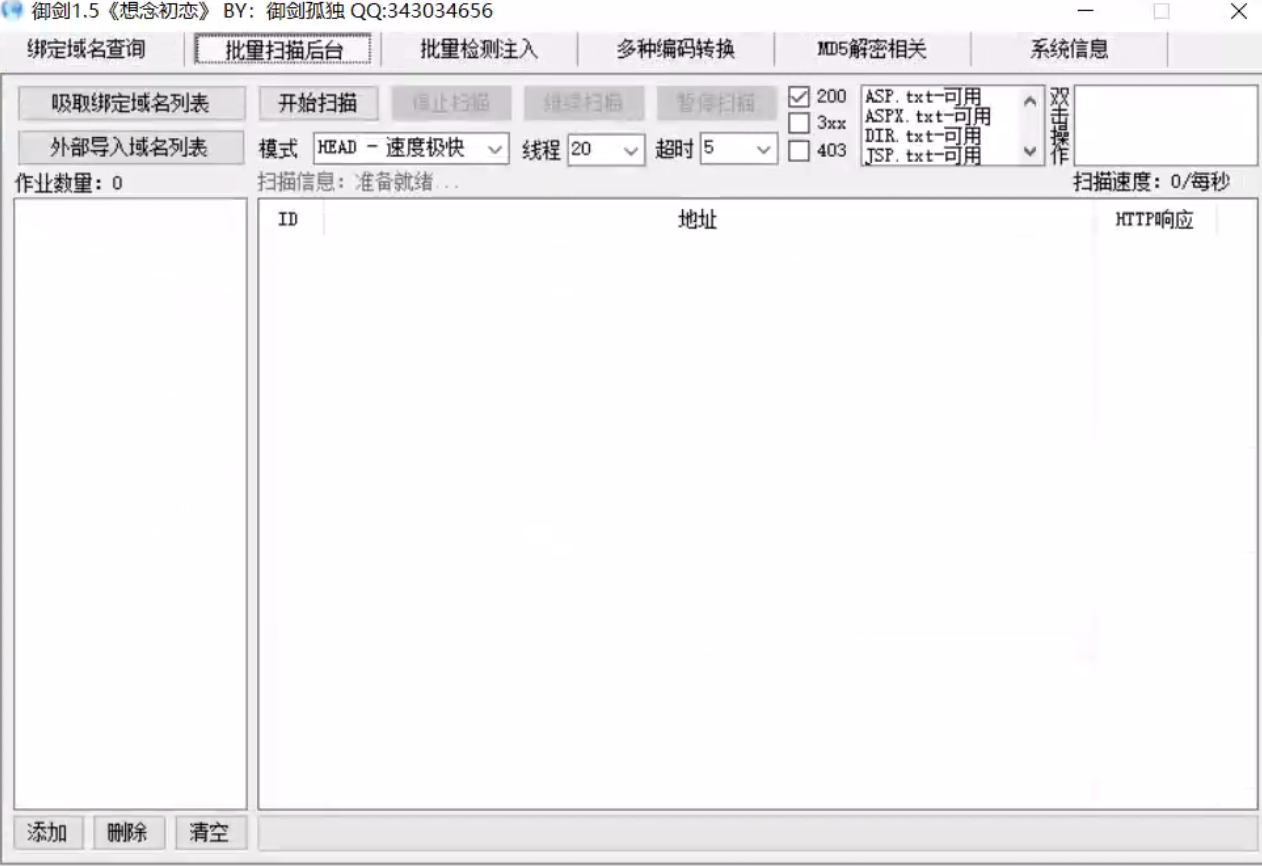 御剑1.5《想念初恋》 BY：御剑孤独 QQ:343034656
绑定域名查询 批量扫描后台 批量检测注入 多种编码转换 MD5解密相关 系统信息
吸取绑定域名列表 开始扫描 停止扫描 继续扫描 暂停扫描
外部导入域名列表 模式 HEAD - 速度极快 线程 20 超时 5
200
3xx
403
ASP.txt-可用
ASPX.txt-可用
DIR.txt-可用
JSP.txt-可用
双击操作
作业数量：0 扫描信息：准备就绪... 扫描速度：0/每秒
ID 地址 HTTP响应
添加 删除 清空